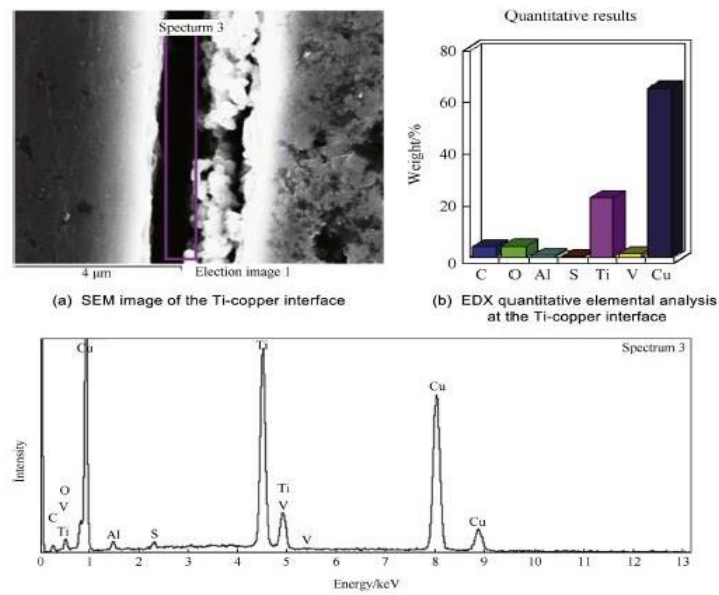 Specturm 3
4 μm
Election image 1
(a) SEM image of the Ti-copper interface
Quantitative results
Weight/%
80
60
40
20
0
C O Al S Ti V Cu
(b) EDX quantitative elemental analysis
at the Ti-copper interface
Spectrum 3
Intensity
Cu
Ti
Cu
O
V
C
Ti
Al
S
Ti
V
V
Cu
0 1 2 3 4 5 6 7 8 9 10 11 12 13
Energy/keV